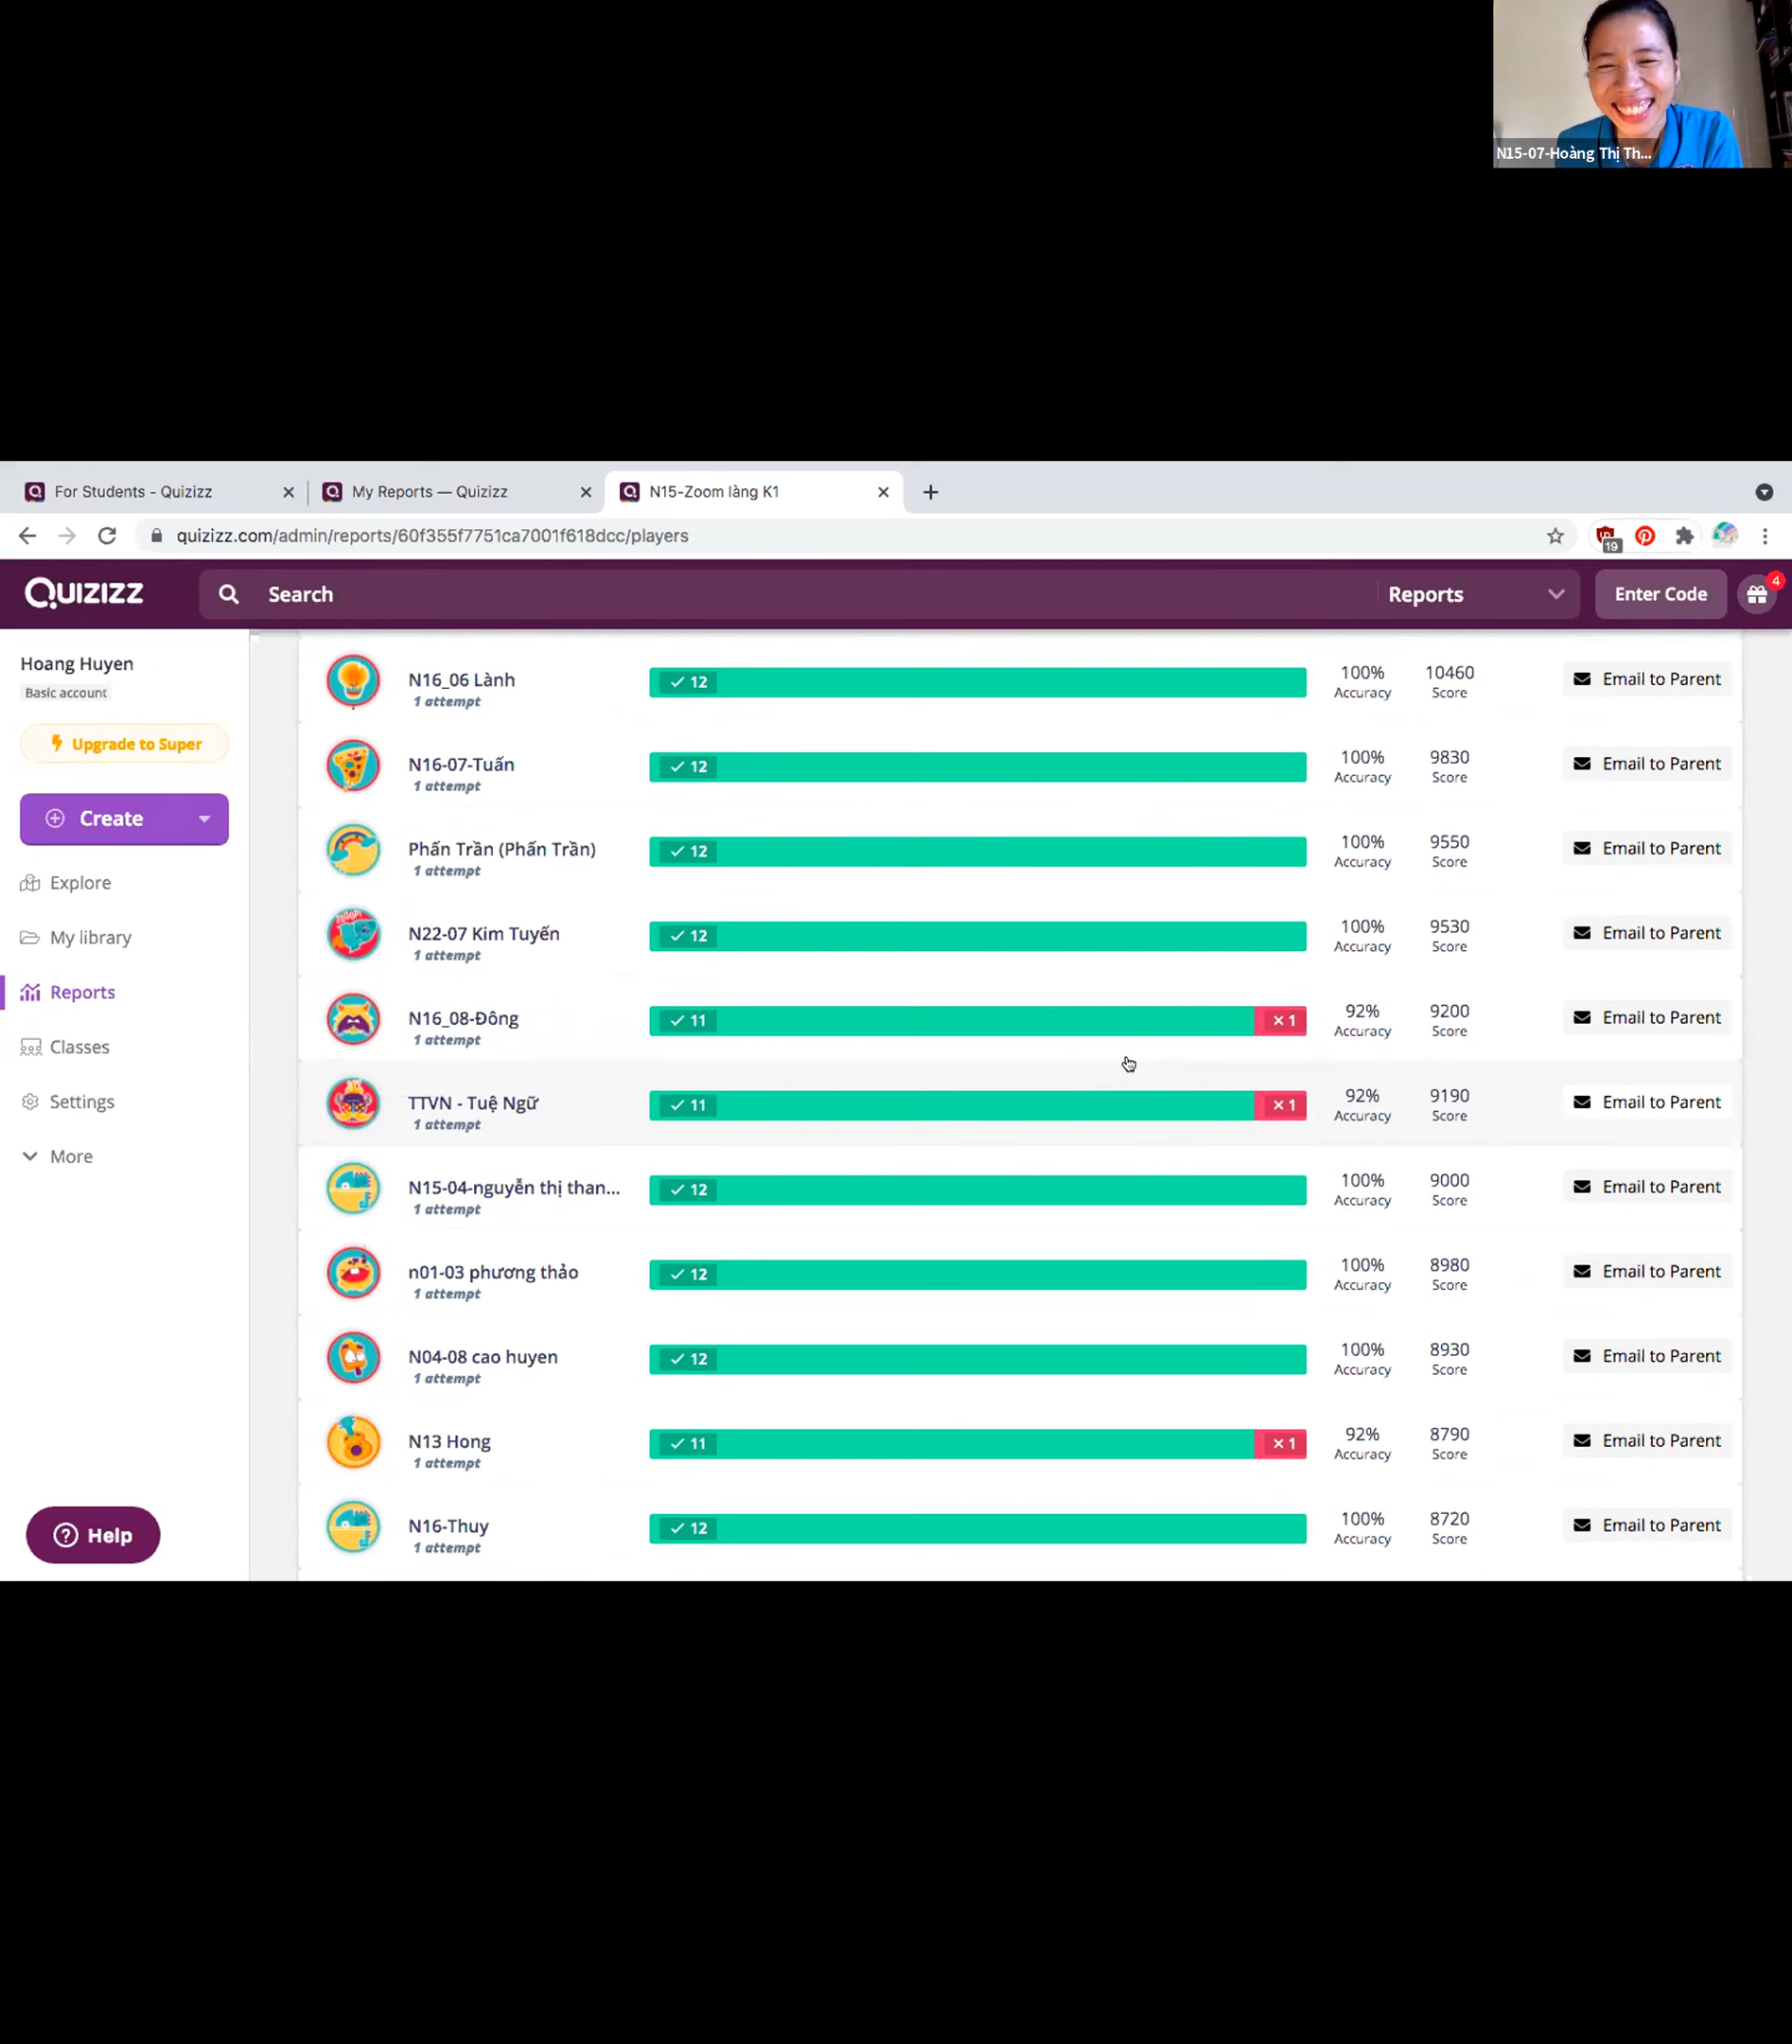 N15-07-Hoàng Thị Th...
For Students - Quizizz
My Reports — Quizizz
N15-Zoom làng K1
quizizz.com/admin/reports/60f355f7751ca7001f618dcc/players
19
QUIZIZZ
Search
Reports
Enter Code
4
Hoang Huyen
Basic account
Upgrade to Super
Create
Explore
My library
Reports
Classes
Settings
More
Help
N16_06 Lành
1 attempt
12
100%
Accuracy
10460
Score
Email to Parent
N16-07-Tuấn
1 attempt
12
100%
Accuracy
9830
Score
Email to Parent
Phấn Trần (Phấn Trần)
1 attempt
12
100%
Accuracy
9550
Score
Email to Parent
N22-07 Kim Tuyến
1 attempt
12
100%
Accuracy
9530
Score
Email to Parent
N16_08-Đông
1 attempt
11
1
92%
Accuracy
9200
Score
Email to Parent
TTVN - Tuệ Ngữ
1 attempt
11
1
92%
Accuracy
9190
Score
Email to Parent
N15-04-nguyễn thị than...
1 attempt
12
100%
Accuracy
9000
Score
Email to Parent
n01-03 phương thảo
1 attempt
12
100%
Accuracy
8980
Score
Email to Parent
N04-08 cao huyen
1 attempt
12
100%
Accuracy
8930
Score
Email to Parent
N13 Hong
1 attempt
11
1
92%
Accuracy
8790
Score
Email to Parent
N16-Thuy
1 attempt
12
100%
Accuracy
8720
Score
Email to Parent